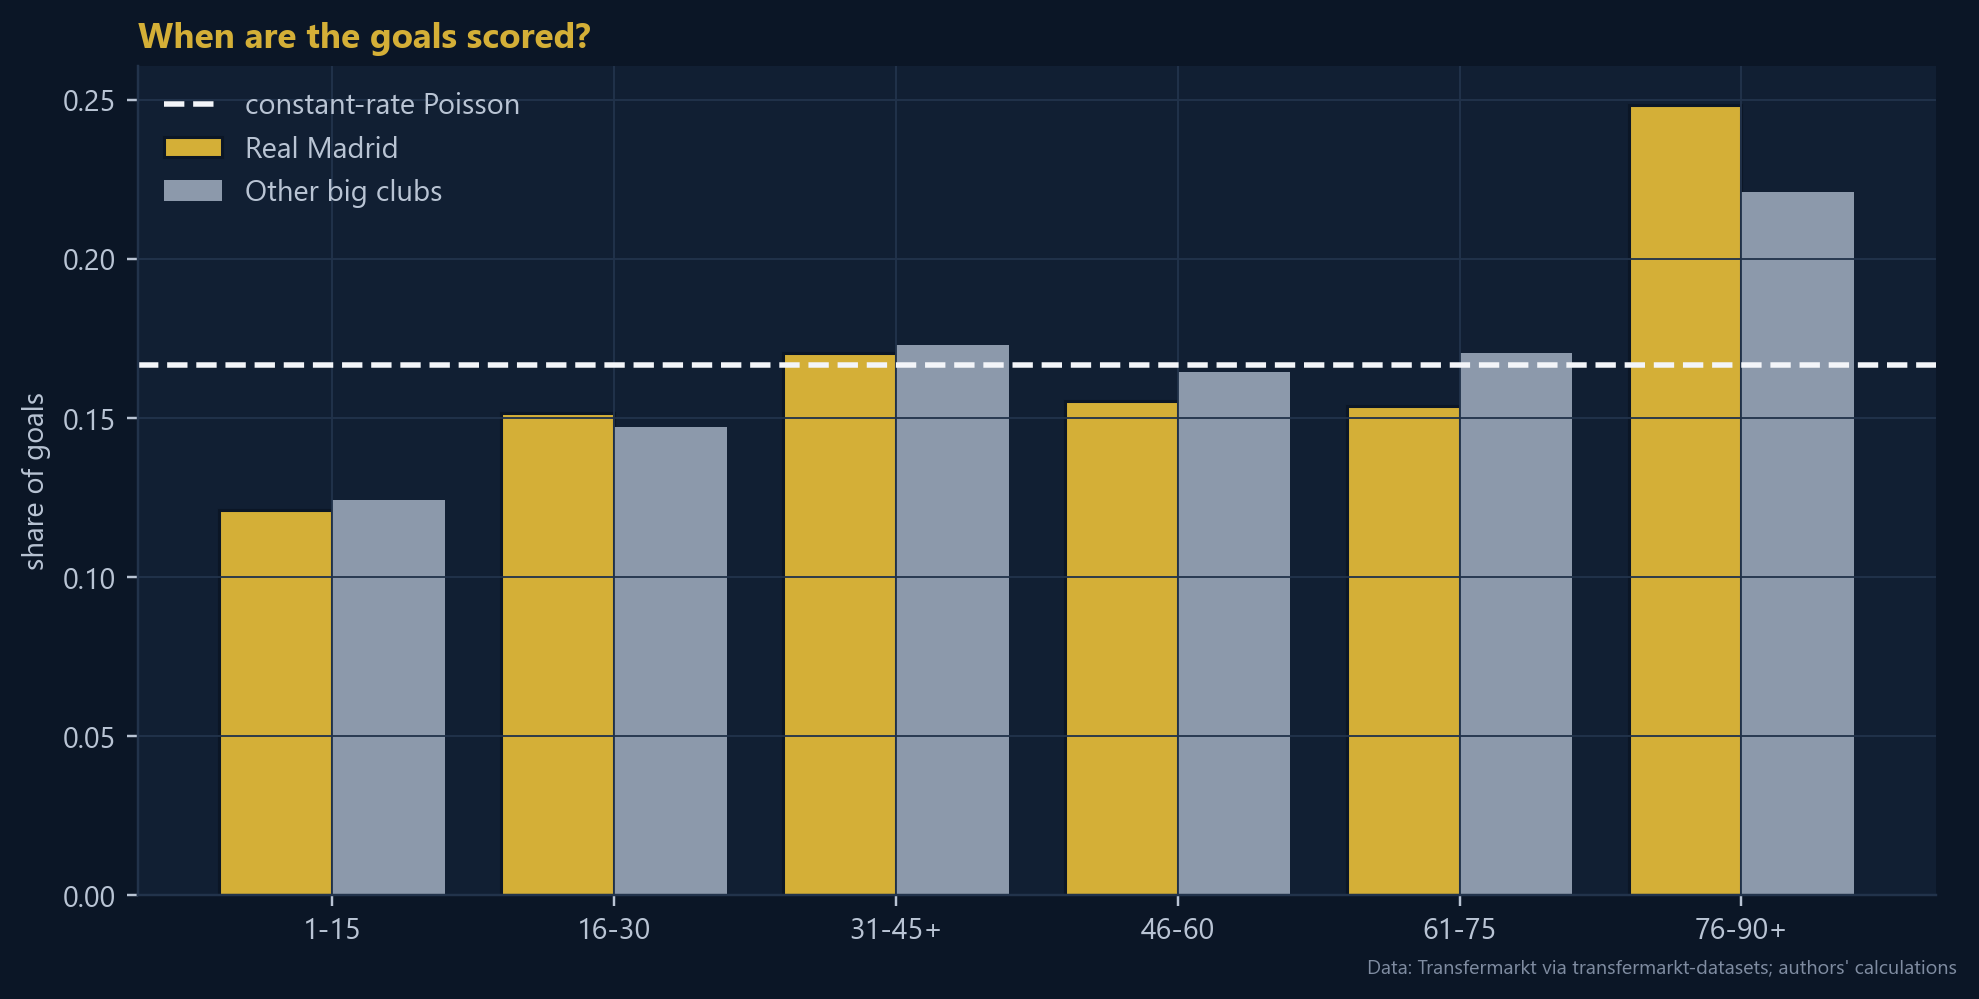 When are the goals scored?
constant-rate Poisson
Real Madrid
Other big clubs
share of goals
0.25
0.20
0.15
0.10
0.05
0.00
1-15 16-30 31-45+ 46-60 61-75 76-90+
Data: Transfermarkt via transfermarkt-datasets; authors' calculations